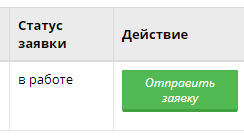 Статус
заявки
Действие
в работе
Отправить
заявку